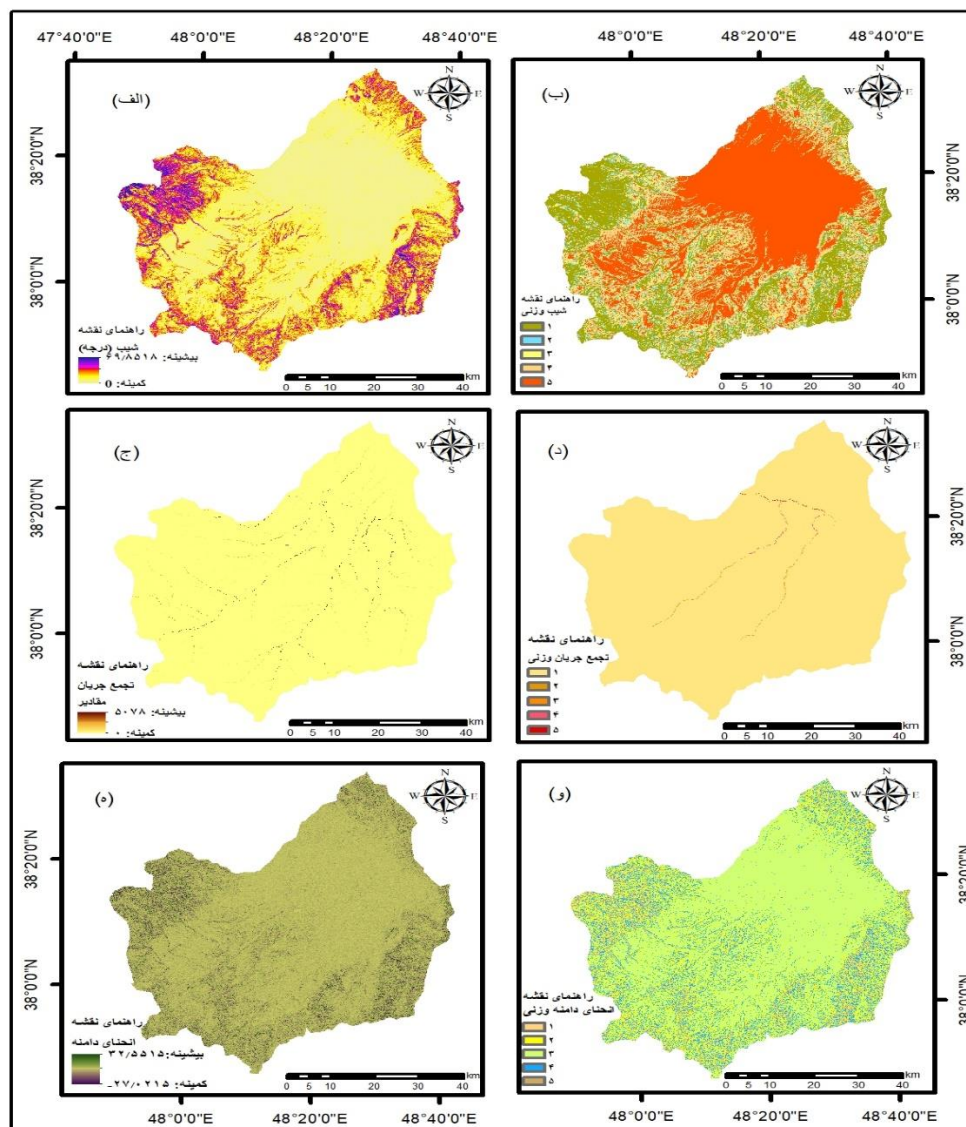 47°40'0"E 48°0'0"E 48°20'0"E 48°40'0"E
48°0'0"E 48°20'0"E 48°40'0"E
(الف)
N
W E
S
38°20'0"N
38°0'0"N
راهنمای نقشه
شیب (درجه)
بیشینه: ۶۹/۸۵۱۸
کمینه: 0
km
0 5 10 20 30 40
(ب)
N
W E
S
38°20'0"N
38°0'0"N
راهنمای نقشه
شیب وزنی
۱
۲
۳
۴
۵
km
0 5 10 20 30 40
(ج)
N
W E
S
38°20'0"N
38°0'0"N
راهنمای نقشه
تجمع جریان
مقادیر
بیشینه: ۵۰۷۸
کمینه: ۰
km
0 5 10 20 30 40
(د)
N
W E
S
38°20'0"N
38°0'0"N
راهنمای نقشه
تجمع جریان وزنی
۱
۲
۳
۴
۵
km
0 5 10 20 30 40
(ه)
N
W E
S
38°20'0"N
38°0'0"N
راهنمای نقشه
انحنای دامنه
بیشینه: ۳۲/۵۵۱۵
کمینه: -۲۷/۰۲۱۵
km
0 5 10 20 30 40
(و)
N
W E
S
38°20'0"N
38°0'0"N
راهنمای نقشه
انحنای دامنه وزنی
۱
۲
۳
۴
۵
km
0 5 10 20 30 40
48°0'0"E 48°20'0"E 48°40'0"E
48°0'0"E 48°20'0"E 48°40'0"E